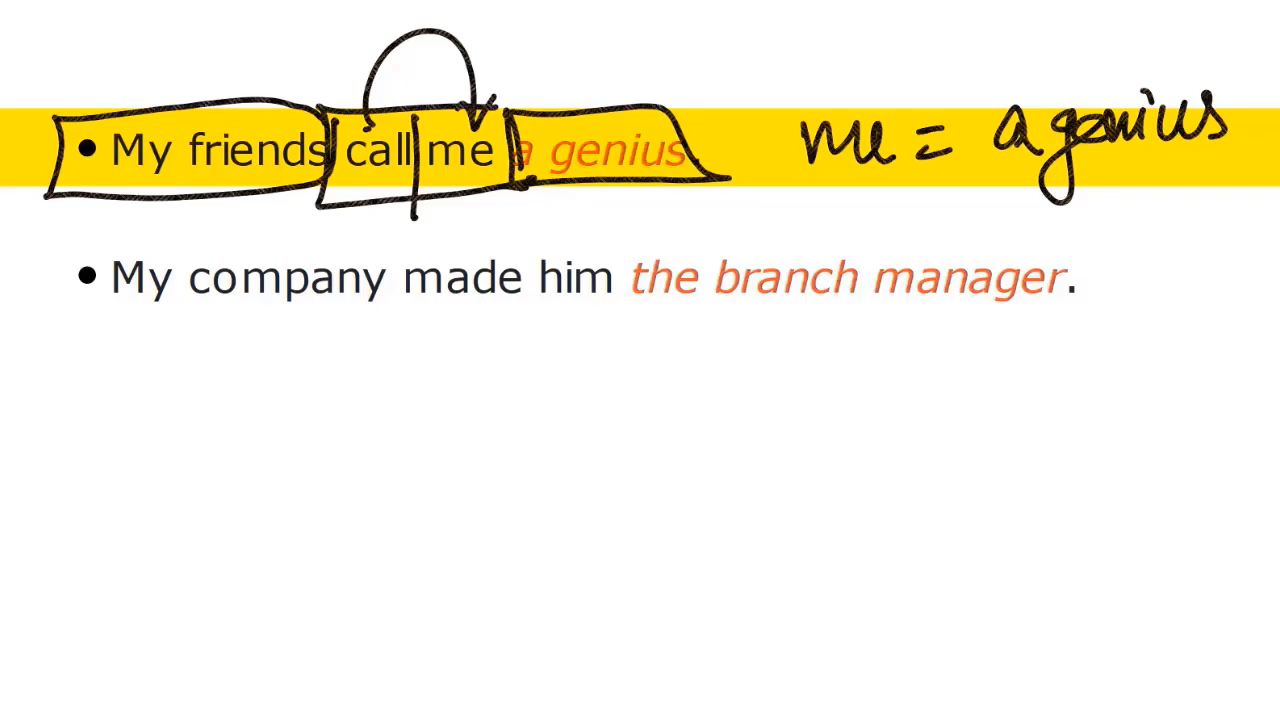 • My friends call me a genius. me = a genius
• My company made him the branch manager.